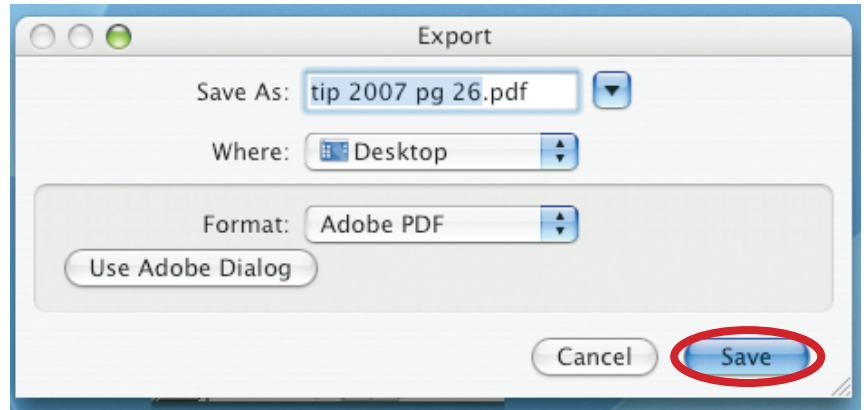 Export
Save As: tip 2007 pg 26.pdf
Where: Desktop
Format: Adobe PDF
Use Adobe Dialog
Cancel Save